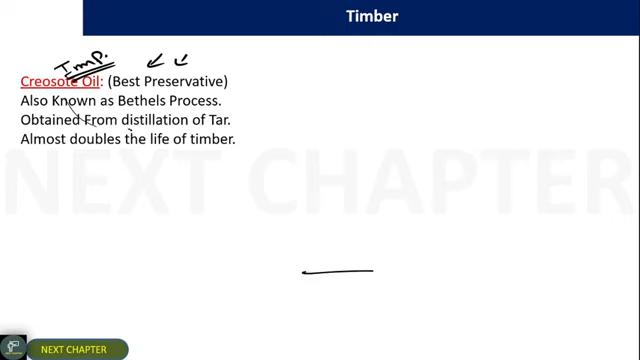 Timber
Imp.
Creosote Oil: (Best Preservative)
Also Known as Bethels Process.
Obtained From distillation of Tar.
Almost doubles the life of timber.
NEXT CHAPTER
NEXT CHAPTER